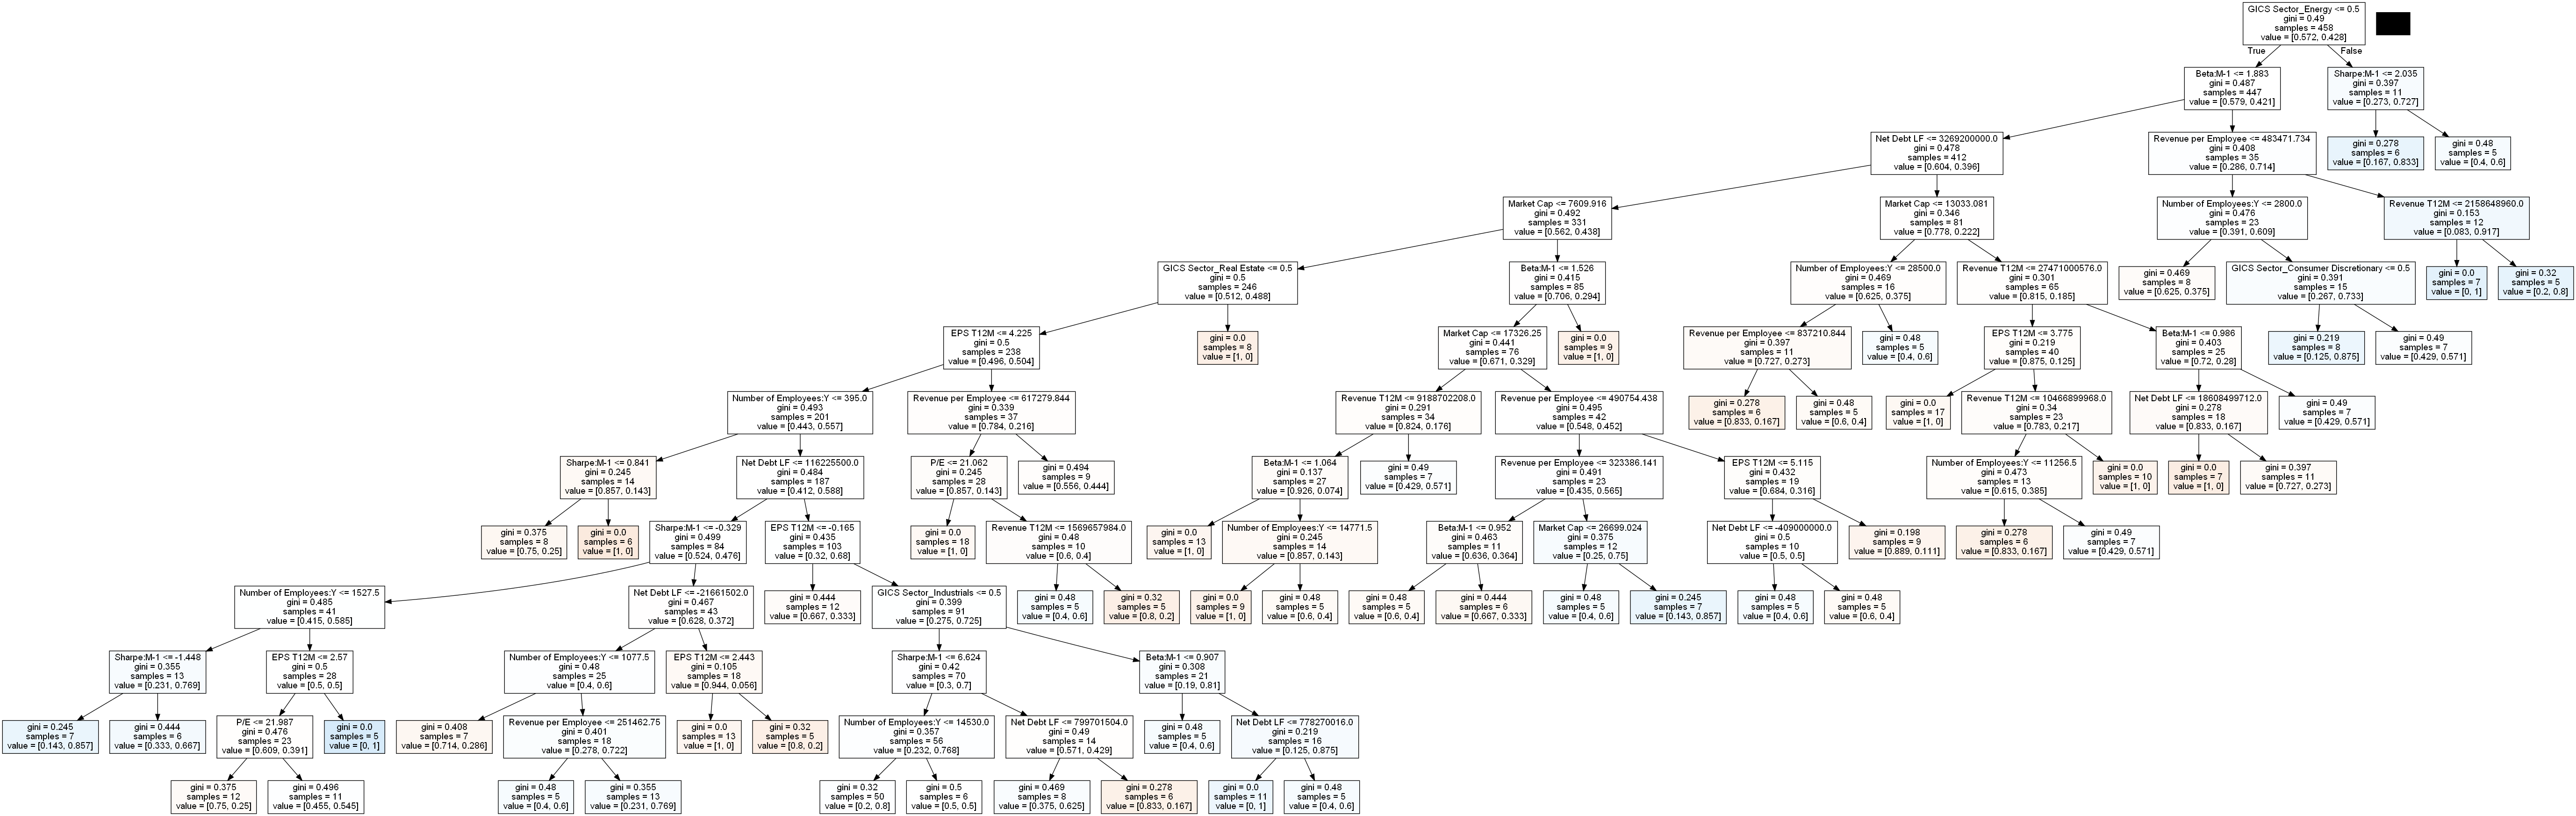 GICS Sector_Energy <= 0.5
gini = 0.49
samples = 458
value = [0.572, 0.428]
True
False
Beta:M-1 <= 1.883
gini = 0.487
samples = 447
value = [0.579, 0.421]
Sharpe:M-1 <= 2.035
gini = 0.397
samples = 11
value = [0.273, 0.727]
Net Debt LF <= 3269200000.0
gini = 0.478
samples = 412
value = [0.604, 0.396]
Revenue per Employee <= 483471.734
gini = 0.408
samples = 35
value = [0.286, 0.714]
gini = 0.278
samples = 6
value = [0.167, 0.833]
gini = 0.48
samples = 5
value = [0.4, 0.6]
Market Cap <= 7609.916
gini = 0.492
samples = 331
value = [0.562, 0.438]
Market Cap <= 13033.081
gini = 0.346
samples = 81
value = [0.778, 0.222]
Number of Employees:Y <= 2800.0
gini = 0.476
samples = 23
value = [0.391, 0.609]
Revenue T12M <= 2158648960.0
gini = 0.153
samples = 12
value = [0.083, 0.917]
GICS Sector_Real Estate <= 0.5
gini = 0.5
samples = 246
value = [0.512, 0.488]
Beta:M-1 <= 1.526
gini = 0.415
samples = 85
value = [0.706, 0.294]
Number of Employees:Y <= 28500.0
gini = 0.469
samples = 16
value = [0.625, 0.375]
Revenue T12M <= 27471000576.0
gini = 0.301
samples = 65
value = [0.815, 0.185]
gini = 0.469
samples = 8
value = [0.625, 0.375]
GICS Sector_Consumer Discretionary <= 0.5
gini = 0.391
samples = 15
value = [0.267, 0.733]
gini = 0.0
samples = 7
value = [0, 1]
gini = 0.32
samples = 5
value = [0.2, 0.8]
EPS T12M <= 4.225
gini = 0.5
samples = 238
value = [0.496, 0.504]
gini = 0.0
samples = 8
value = [1, 0]
Market Cap <= 17326.25
gini = 0.441
samples = 76
value = [0.671, 0.329]
gini = 0.0
samples = 9
value = [1, 0]
Revenue per Employee <= 837210.844
gini = 0.397
samples = 11
value = [0.727, 0.273]
gini = 0.48
samples = 5
value = [0.4, 0.6]
EPS T12M <= 3.775
gini = 0.219
samples = 40
value = [0.875, 0.125]
Beta:M-1 <= 0.986
gini = 0.403
samples = 25
value = [0.72, 0.28]
gini = 0.219
samples = 8
value = [0.125, 0.875]
gini = 0.49
samples = 7
value = [0.429, 0.571]
Number of Employees:Y <= 395.0
gini = 0.493
samples = 201
value = [0.443, 0.557]
Revenue per Employee <= 617279.844
gini = 0.339
samples = 37
value = [0.784, 0.216]
Revenue T12M <= 9188702208.0
gini = 0.291
samples = 34
value = [0.824, 0.176]
Revenue per Employee <= 490754.438
gini = 0.495
samples = 42
value = [0.548, 0.452]
gini = 0.278
samples = 6
value = [0.833, 0.167]
gini = 0.48
samples = 5
value = [0.6, 0.4]
gini = 0.0
samples = 17
value = [1, 0]
Revenue T12M <= 10466899968.0
gini = 0.34
samples = 23
value = [0.783, 0.217]
Net Debt LF <= 18608499712.0
gini = 0.278
samples = 18
value = [0.833, 0.167]
gini = 0.49
samples = 7
value = [0.429, 0.571]
Sharpe:M-1 <= 0.841
gini = 0.245
samples = 14
value = [0.857, 0.143]
Net Debt LF <= 116225500.0
gini = 0.484
samples = 187
value = [0.412, 0.588]
P/E <= 21.062
gini = 0.245
samples = 28
value = [0.857, 0.143]
gini = 0.494
samples = 9
value = [0.556, 0.444]
Beta:M-1 <= 1.064
gini = 0.137
samples = 27
value = [0.926, 0.074]
gini = 0.49
samples = 7
value = [0.429, 0.571]
Revenue per Employee <= 323386.141
gini = 0.491
samples = 23
value = [0.435, 0.565]
EPS T12M <= 5.115
gini = 0.432
samples = 19
value = [0.684, 0.316]
Number of Employees:Y <= 11256.5
gini = 0.473
samples = 13
value = [0.615, 0.385]
gini = 0.0
samples = 10
value = [1, 0]
gini = 0.0
samples = 7
value = [1, 0]
gini = 0.397
samples = 11
value = [0.727, 0.273]
gini = 0.375
samples = 8
value = [0.75, 0.25]
gini = 0.0
samples = 6
value = [1, 0]
Sharpe:M-1 <= -0.329
gini = 0.499
samples = 84
value = [0.524, 0.476]
EPS T12M <= -0.165
gini = 0.435
samples = 103
value = [0.32, 0.68]
gini = 0.0
samples = 18
value = [1, 0]
Revenue T12M <= 1569657984.0
gini = 0.48
samples = 10
value = [0.6, 0.4]
gini = 0.0
samples = 13
value = [1, 0]
Number of Employees:Y <= 14771.5
gini = 0.245
samples = 14
value = [0.857, 0.143]
Beta:M-1 <= 0.952
gini = 0.463
samples = 11
value = [0.636, 0.364]
Market Cap <= 26699.024
gini = 0.375
samples = 12
value = [0.25, 0.75]
Net Debt LF <= -409000000.0
gini = 0.5
samples = 10
value = [0.5, 0.5]
gini = 0.198
samples = 9
value = [0.889, 0.111]
gini = 0.278
samples = 6
value = [0.833, 0.167]
gini = 0.49
samples = 7
value = [0.429, 0.571]
Number of Employees:Y <= 1527.5
gini = 0.485
samples = 41
value = [0.415, 0.585]
Net Debt LF <= -21661502.0
gini = 0.467
samples = 43
value = [0.628, 0.372]
gini = 0.444
samples = 12
value = [0.667, 0.333]
GICS Sector_Industrials <= 0.5
gini = 0.399
samples = 91
value = [0.275, 0.725]
gini = 0.48
samples = 5
value = [0.4, 0.6]
gini = 0.32
samples = 5
value = [0.8, 0.2]
gini = 0.0
samples = 9
value = [1, 0]
gini = 0.48
samples = 5
value = [0.6, 0.4]
gini = 0.48
samples = 5
value = [0.6, 0.4]
gini = 0.444
samples = 6
value = [0.667, 0.333]
gini = 0.48
samples = 5
value = [0.4, 0.6]
gini = 0.245
samples = 7
value = [0.143, 0.857]
gini = 0.48
samples = 5
value = [0.4, 0.6]
gini = 0.48
samples = 5
value = [0.6, 0.4]
Sharpe:M-1 <= -1.448
gini = 0.355
samples = 13
value = [0.231, 0.769]
EPS T12M <= 2.57
gini = 0.5
samples = 28
value = [0.5, 0.5]
Number of Employees:Y <= 1077.5
gini = 0.48
samples = 25
value = [0.4, 0.6]
EPS T12M <= 2.443
gini = 0.105
samples = 18
value = [0.944, 0.056]
Sharpe:M-1 <= 6.624
gini = 0.42
samples = 70
value = [0.3, 0.7]
Beta:M-1 <= 0.907
gini = 0.308
samples = 21
value = [0.19, 0.81]
gini = 0.245
samples = 7
value = [0.143, 0.857]
gini = 0.444
samples = 6
value = [0.333, 0.667]
P/E <= 21.987
gini = 0.476
samples = 23
value = [0.609, 0.391]
gini = 0.0
samples = 5
value = [0, 1]
gini = 0.408
samples = 7
value = [0.714, 0.286]
Revenue per Employee <= 251462.75
gini = 0.401
samples = 18
value = [0.278, 0.722]
gini = 0.0
samples = 13
value = [1, 0]
gini = 0.32
samples = 5
value = [0.8, 0.2]
Number of Employees:Y <= 14530.0
gini = 0.357
samples = 56
value = [0.232, 0.768]
Net Debt LF <= 799701504.0
gini = 0.49
samples = 14
value = [0.571, 0.429]
gini = 0.48
samples = 5
value = [0.4, 0.6]
Net Debt LF <= 778270016.0
gini = 0.219
samples = 16
value = [0.125, 0.875]
gini = 0.375
samples = 12
value = [0.75, 0.25]
gini = 0.496
samples = 11
value = [0.455, 0.545]
gini = 0.48
samples = 5
value = [0.4, 0.6]
gini = 0.355
samples = 13
value = [0.231, 0.769]
gini = 0.32
samples = 50
value = [0.2, 0.8]
gini = 0.5
samples = 6
value = [0.5, 0.5]
gini = 0.469
samples = 8
value = [0.375, 0.625]
gini = 0.278
samples = 6
value = [0.833, 0.167]
gini = 0.0
samples = 11
value = [0, 1]
gini = 0.48
samples = 5
value = [0.4, 0.6]